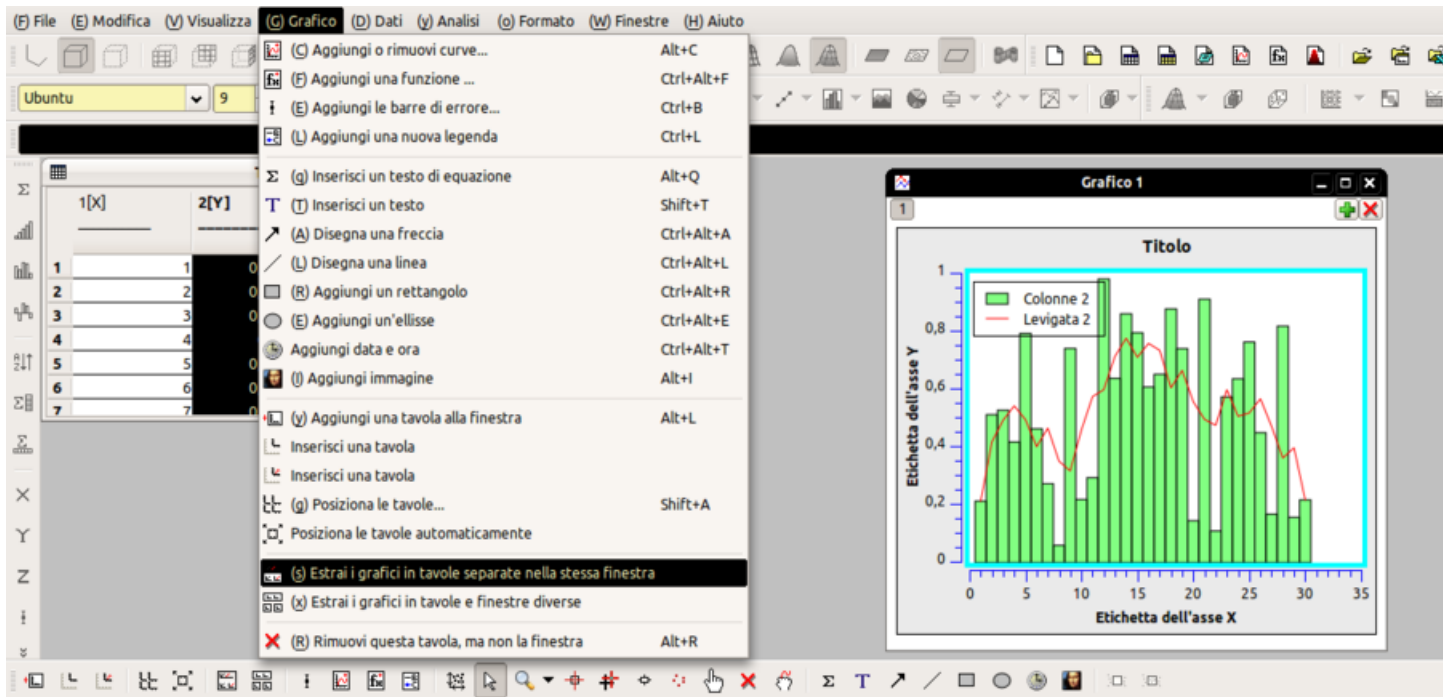 (F) File (E) Modifica (V) Visualizza (G) Grafico (D) Dati (y) Analisi (o) Formato (W) Finestre (H) Aiuto
Ubuntu 9
(C) Aggiungi o rimuovi curve... Alt+C
(F) Aggiungi una funzione ... Ctrl+Alt+F
(E) Aggiungi le barre di errore... Ctrl+B
(L) Aggiungi una nuova legenda Ctrl+L
(q) Inserisci un testo di equazione Alt+Q
(T) Inserisci un testo Shift+T
(A) Disegna una freccia Ctrl+Alt+A
(L) Disegna una linea Ctrl+Alt+L
(R) Aggiungi un rettangolo Ctrl+Alt+R
(E) Aggiungi un'ellisse Ctrl+Alt+E
Aggiungi data e ora Ctrl+Alt+T
(I) Aggiungi immagine Alt+I
(y) Aggiungi una tavola alla finestra Alt+L
Inserisci una tavola
Inserisci una tavola
(g) Posiziona le tavole... Shift+A
Posiziona le tavole automaticamente
(s) Estrai i grafici in tavole separate nella stessa finestra
(x) Estrai i grafici in tavole e finestre diverse
(R) Rimuovi questa tavola, ma non la finestra Alt+R
1[X] 2[Y]
1 1 0
2 2 0
3 3 0
4 4
5 5 0
6 6 0
7 7 0
Grafico 1
1
Titolo
Colonne 2
Levigata 2
Etichetta dell'asse Y
1
0,8
0,6
0,4
0,2
0
0 5 10 15 20 25 30 35
Etichetta dell'asse X